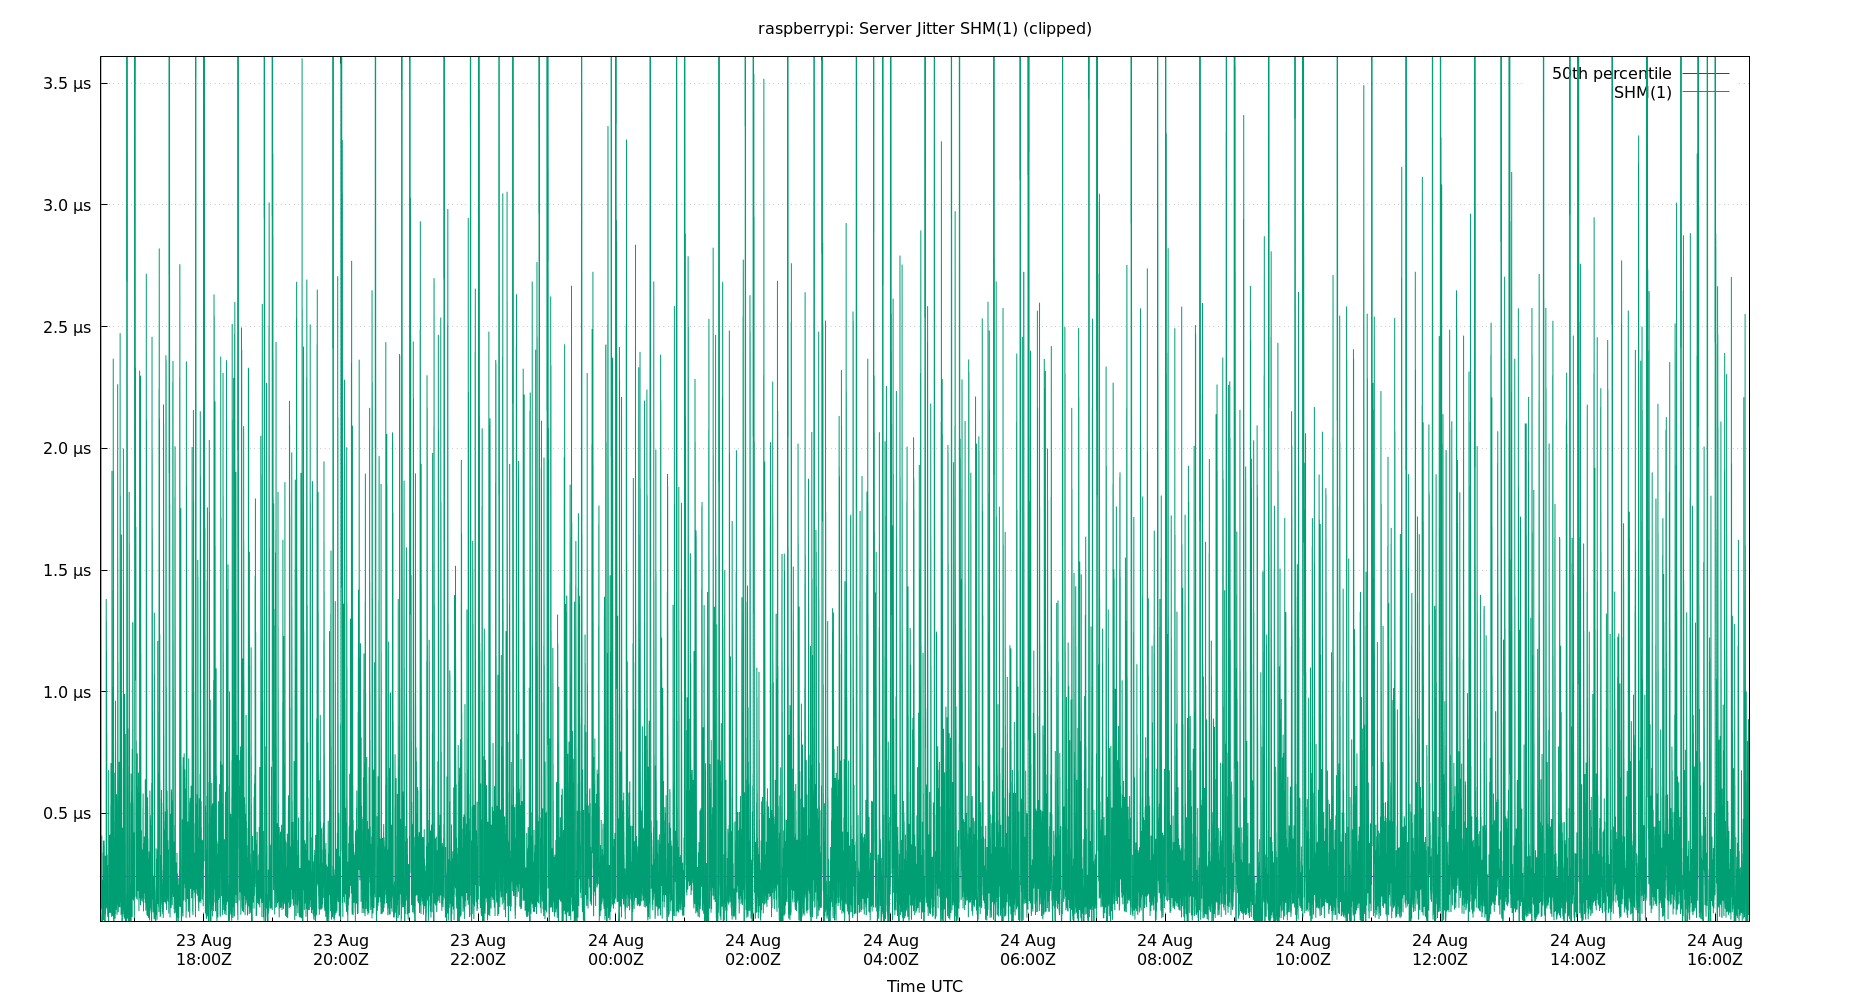 raspberrypi: Server Jitter SHM(1) (clipped)
50th percentile
SHM(1)
3.5 µs
3.0 µs
2.5 µs
2.0 µs
1.5 µs
1.0 µs
0.5 µs
23 Aug 23 Aug 23 Aug 24 Aug 24 Aug 24 Aug 24 Aug 24 Aug 24 Aug 24 Aug 24 Aug 24 Aug
18:00Z 20:00Z 22:00Z 00:00Z 02:00Z 04:00Z 06:00Z 08:00Z 10:00Z 12:00Z 14:00Z 16:00Z
Time UTC